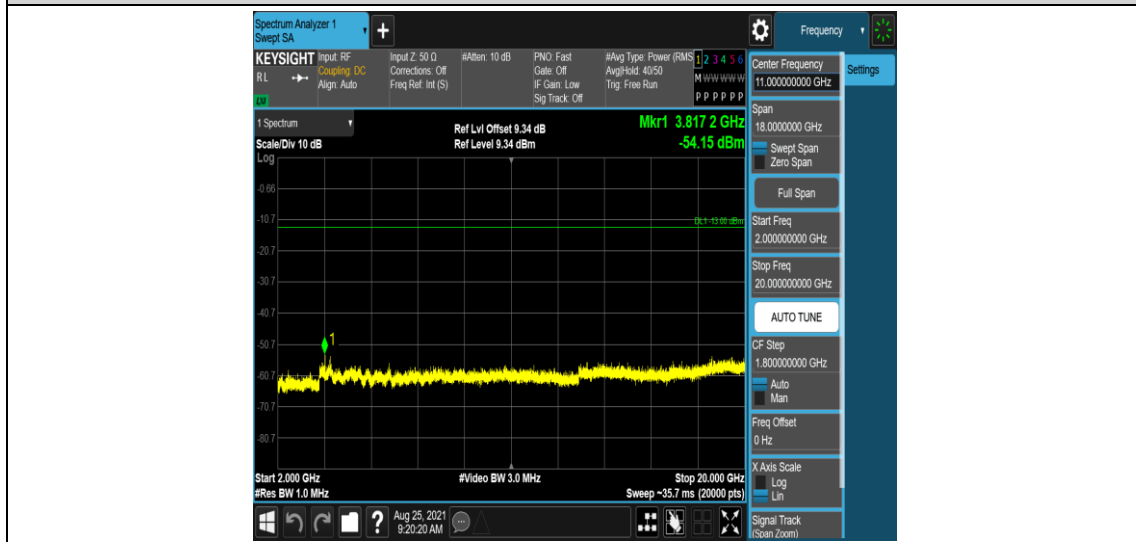 Spectrum Analyzer 1
Swept SA
+
Frequency
KEYSIGHT
RL
LXI
Input: RF
Coupling: DC
Align: Auto
Input Z: 50 Ω
Corrections: Off
Freq Ref: Int (S)
#Atten: 10 dB
PNO: Fast
Gate: Off
IF Gain: Low
Sig Track: Off
#Avg Type: Power (RMS
Avg|Hold: 40/50
Trig: Free Run
1 2 3 4 5 6
M W W W W W
P P P P P P
1 Spectrum
Scale/Div 10 dB
Log
Ref Lvl Offset 9.34 dB
Ref Level 9.34 dBm
Mkr1 3.817 2 GHz
-54.15 dBm
-0.66
-10.7
DL1 -13.00 dBm
-20.7
-30.7
-40.7
-50.7
1
-60.7
-70.7
-80.7
Start 2.000 GHz
#Res BW 1.0 MHz
#Video BW 3.0 MHz
Stop 20.000 GHz
Sweep ~35.7 ms (20000 pts)
Center Frequency
11.000000000 GHz
Settings
Span
18.0000000 GHz
Swept Span
Zero Span
Full Span
Start Freq
2.000000000 GHz
Stop Freq
20.000000000 GHz
AUTO TUNE
CF Step
1.800000000 GHz
Auto
Man
Freq Offset
0 Hz
X Axis Scale
Log
Lin
Signal Track
(Span Zoom)
?
Aug 25, 2021
9:20:20 AM